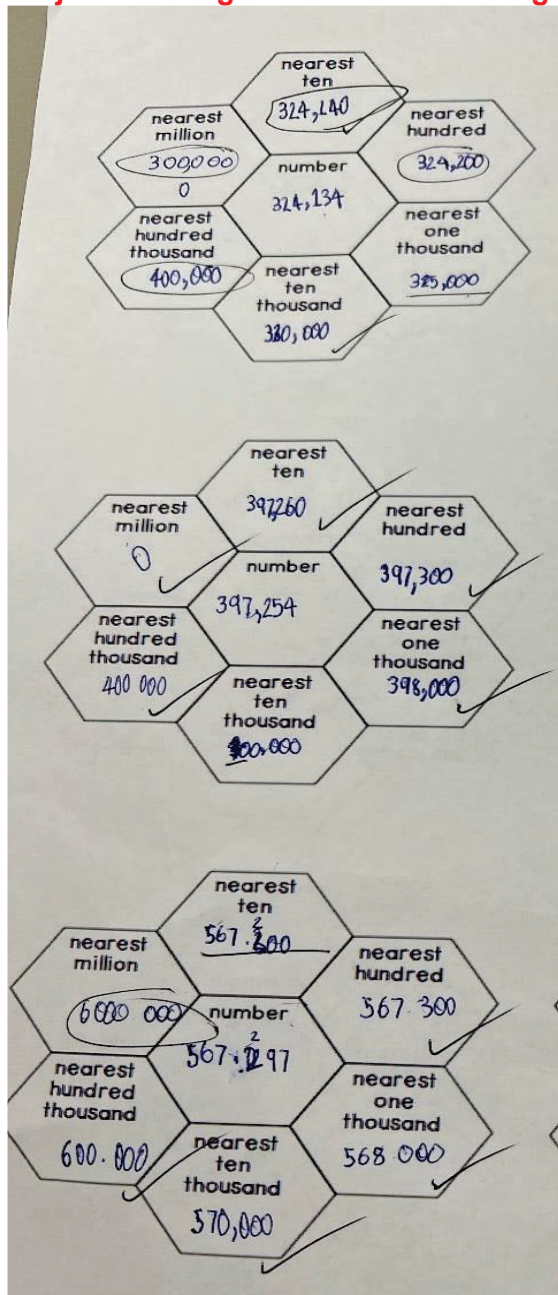 nearest
ten
324,240
nearest
million
300,000
0
nearest
hundred
324,200
number
324,134
nearest
hundred
thousand
400,000
nearest
one
thousand
325,000
nearest
ten
thousand
nearest
ten
397,260
nearest
million
0
nearest
hundred
397,300
number
397,254
nearest
hundred
thousand
400 000
nearest
one
thousand
398,000
nearest
ten
thousand
nearest
ten
nearest
million
6000 000
nearest
hundred
567.300
number
nearest
hundred
thousand
600.000
nearest
one
thousand
568 000
nearest
ten
thousand
570,000